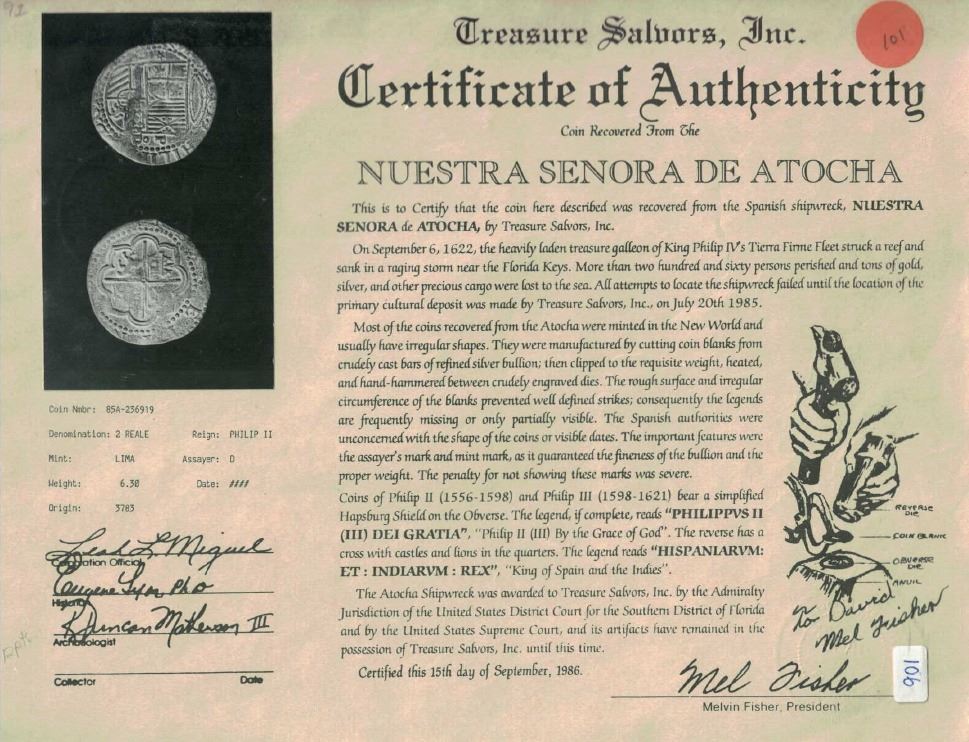 92
Treasure Salvors, Inc.
101
Certificate of Authenticity
Coin Recovered From The
NUESTRA SENORA DE ATOCHA
This is to Certify that the coin here described was recovered from the Spanish shipwreck, NUESTRA
SENORA de ATOCHA, by Treasure Salvors, Inc.
On September 6, 1622, the heavily laden treasure galleon of King Philip IV's Tierra Firme Fleet struck a reef and
sank in a raging storm near the Florida Keys. More than two hundred and sixty persons perished and tons of gold,
silver, and other precious cargo were lost to the sea. All attempts to locate the shipwreck failed until the location of the
primary cultural deposit was made by Treasure Salvors, Inc., on July 20th 1985.
Most of the coins recovered from the Atocha were minted in the New World and
usually have irregular shapes. They were manufactured by cutting coin blanks from
crudely cast bars of refined silver bullion; then clipped to the requisite weight, heated,
and hand-hammered between crudely engraved dies. The rough surface and irregular
circumference of the blanks prevented well defined strikes; consequently the legends
are frequently missing or only partially visible. The Spanish authorities were
unconcerned with the shape of the coins or visible dates. The important features were
the assayer's mark and mint mark, as it guaranteed the fineness of the bullion and the
proper weight. The penalty for not showing these marks was severe.
Coins of Philip II (1556-1598) and Philip III (1598-1621) bear a simplified
Hapsburg Shield on the Obverse. The legend, if complete, reads "PHILIPPVS II
(III) DEI GRATIA", "Philip II (III) By the Grace of God". The reverse has a
cross with castles and lions in the quarters. The legend reads "HISPANIARVM:
ET : INDIARVM : REX", "King of Spain and the Indies".
The Atocha Shipwreck was awarded to Treasure Salvors, Inc. by the Admiralty
Jurisdiction of the United States District Court for the Southern District of Florida
and by the United States Supreme Court, and its artifacts have remained in the
possession of Treasure Salvors, Inc. until this time.
Certified this 15th day of September, 1986.
REVERSE DIE
COIN BLANK
OBVERSE DIE
ANVIL
to David
Mel Fisher
Mel Fisher
Melvin Fisher, President
106
Coin Nmbr: 85A-236919
Denomination: 2 REALE Reign: PHILIP II
Mint: LIMA Assayer: D
Weight: 6.30 Date: ####
Origin: 3783
Leah L. Miguel
Corporation Official
Eugene Lyon PhD
Historian
R Duncan Mathewson III
Archaeologist
Collector Date